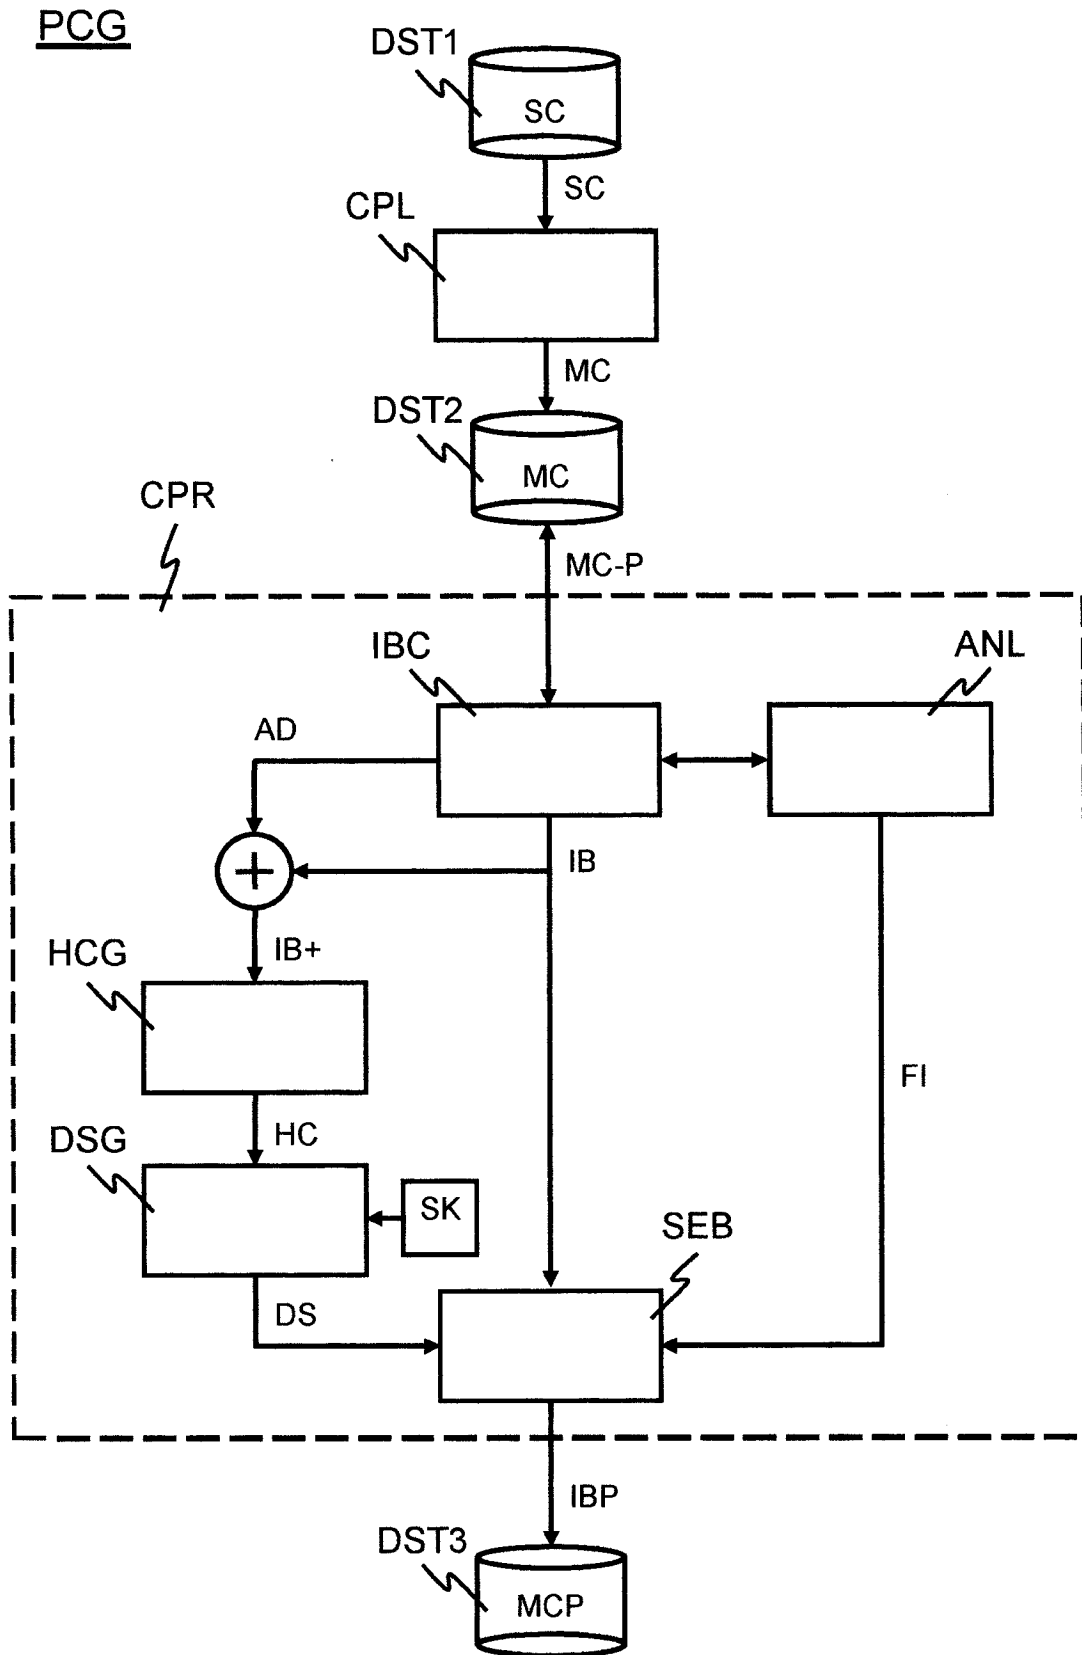 PCG
DST1
SC
SC
CPL
MC
DST2
MC
CPR
MC-P
IBC
ANL
AD
IB
IB+
HCG
FI
HC
DSG
SK
SEB
DS
IBP
DST3
MCP